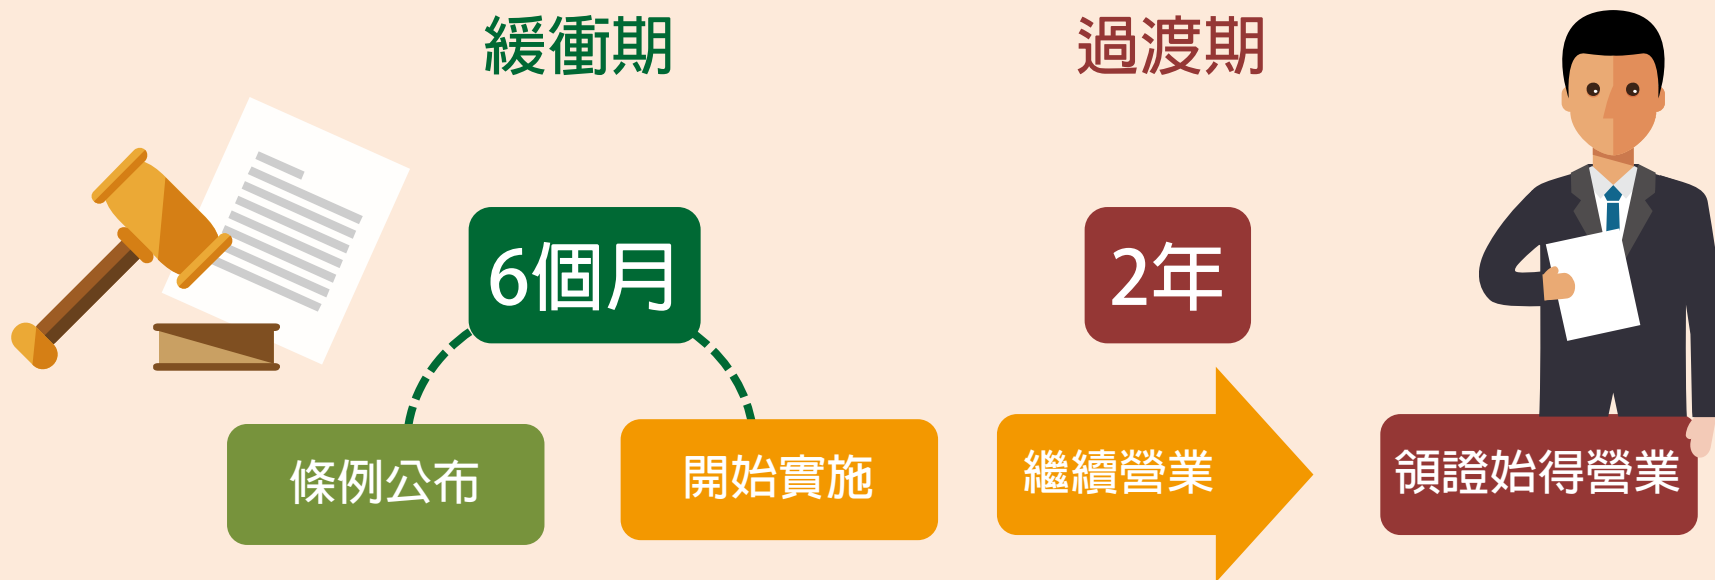 緩衝期
過渡期
6個月
2年
條例公布
開始實施
繼續營業
領證始得營業